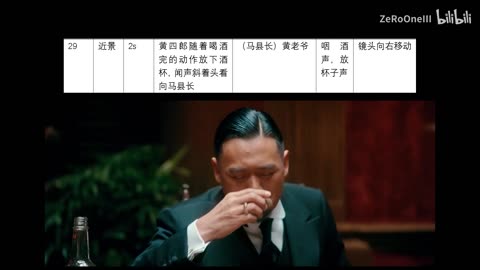 ZeRoOneIII bilibili
29 近景 2s 黄四郎随着喝酒 （马县长）黄老爷 咽酒 镜头向右移动
完的动作放下酒 声，放
杯，闻声斜着头看 杯子声
向马县长